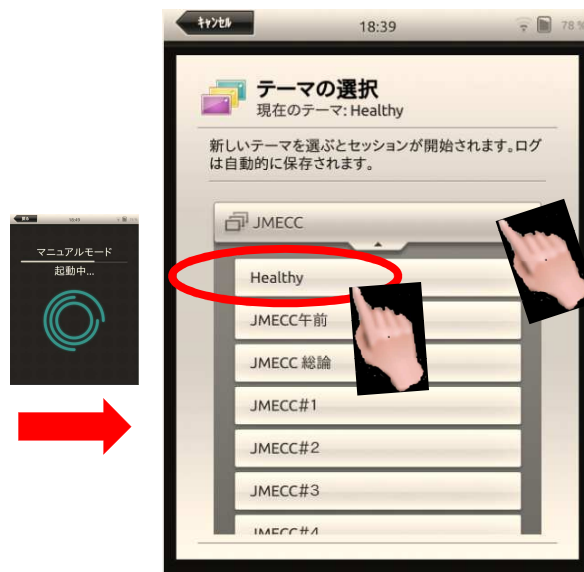 キャンセル 18:39 78 %
テーマの選択
現在のテーマ: Healthy
新しいテーマを選ぶとセッションが開始されます。ログ
は自動的に保存されます。
JMECC
Healthy
JMECC午前
JMECC 総論
JMECC#1
JMECC#2
JMECC#3
JMECC#4
マニュアルモード
起動中...